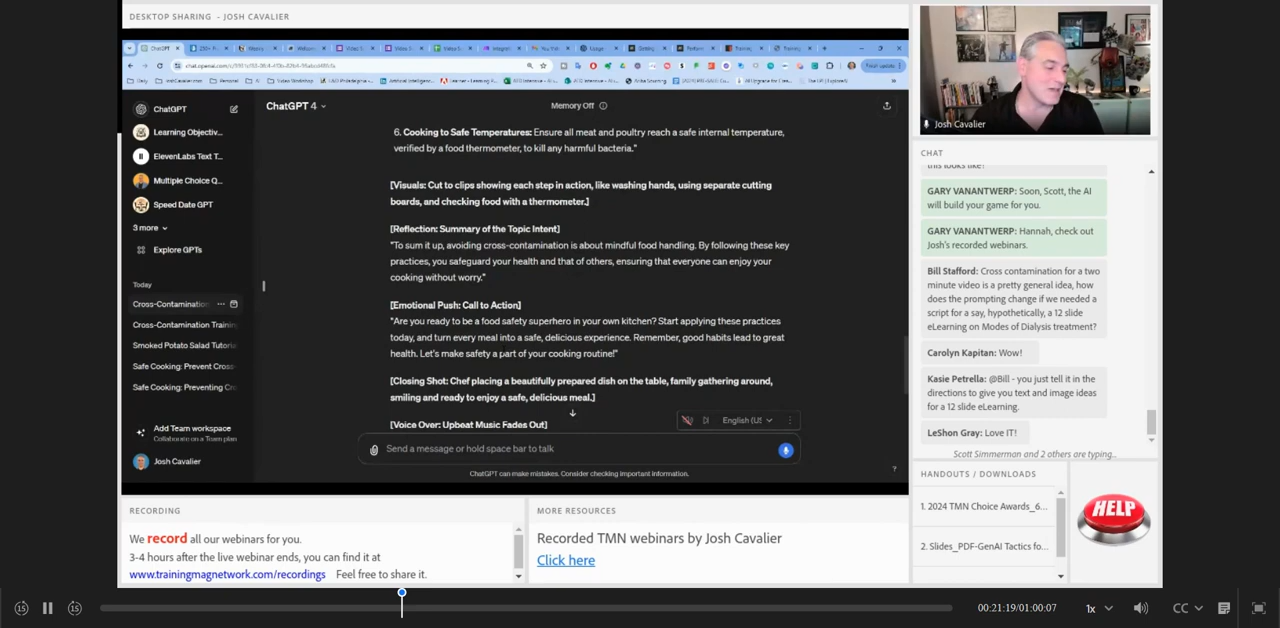 DESKTOP SHARING - JOSH CAVALIER
ChatGPT
ChatGPT 4
Memory Off
Learning Objectiv...
ElevenLabs Text T...
Multiple Choice Q...
Speed Date GPT
3 more
Explore GPTs
Today
Cross-Contamination
Cross-Contamination Training
Smoked Potato Salad Tutoria
Safe Cooking: Prevent Cross
Safe Cooking: Preventing Cr
Add Team workspace
Collaborate on a Team plan
Josh Cavalier
6. Cooking to Safe Temperatures: Ensure all meat and poultry reach a safe internal temperature,
verified by a food thermometer, to kill any harmful bacteria."
[Visuals: Cut to clips showing each step in action, like washing hands, using separate cutting
boards, and checking food with a thermometer.]
[Reflection: Summary of the Topic Intent]
"To sum it up, avoiding cross-contamination is about mindful food handling. By following these key
practices, you safeguard your health and that of others, ensuring that everyone can enjoy your
cooking without worry."
[Emotional Push: Call to Action]
"Are you ready to be a food safety superhero in your own kitchen? Start applying these practices
today, and turn every meal into a safe, delicious experience. Remember, good habits lead to great
health. Let's make safety a part of your cooking routine!"
[Closing Shot: Chef placing a beautifully prepared dish on the table, family gathering around,
smiling and ready to enjoy a safe, delicious meal.]
[Voice Over: Upbeat Music Fades Out]
English (US
Send a message or hold space bar to talk
ChatGPT can make mistakes. Consider checking important information.
?
Josh Cavalier
CHAT
this looks like!
GARY VANANTWERP: Soon, Scott, the AI
will build your game for you.
GARY VANANTWERP: Hannah, check out
Josh's recorded webinars.
Bill Stafford: Cross contamination for a two
minute video is a pretty general idea, how
does the prompting change if we needed a
script for a say, hypothetically, a 12 slide
eLearning on Modes of Dialysis treatment?
Carolyn Kapitan: Wow!
Kasie Petrella: @Bill - you just tell it in the
directions to give you text and image ideas
for a 12 slide eLearning.
LeShon Gray: Love IT!
Scott Simmerman and 2 others are typing...
HANDOUTS / DOWNLOADS
1. 2024 TMN Choice Awards_6...
2. Slides_PDF-GenAI Tactics fo...
HELP
RECORDING
We record all our webinars for you.
3-4 hours after the live webinar ends, you can find it at
www.trainingmagnetwork.com/recordings Feel free to share it.
MORE RESOURCES
Recorded TMN webinars by Josh Cavalier
Click here
15
15
00:21:19/01:00:07
1x
CC